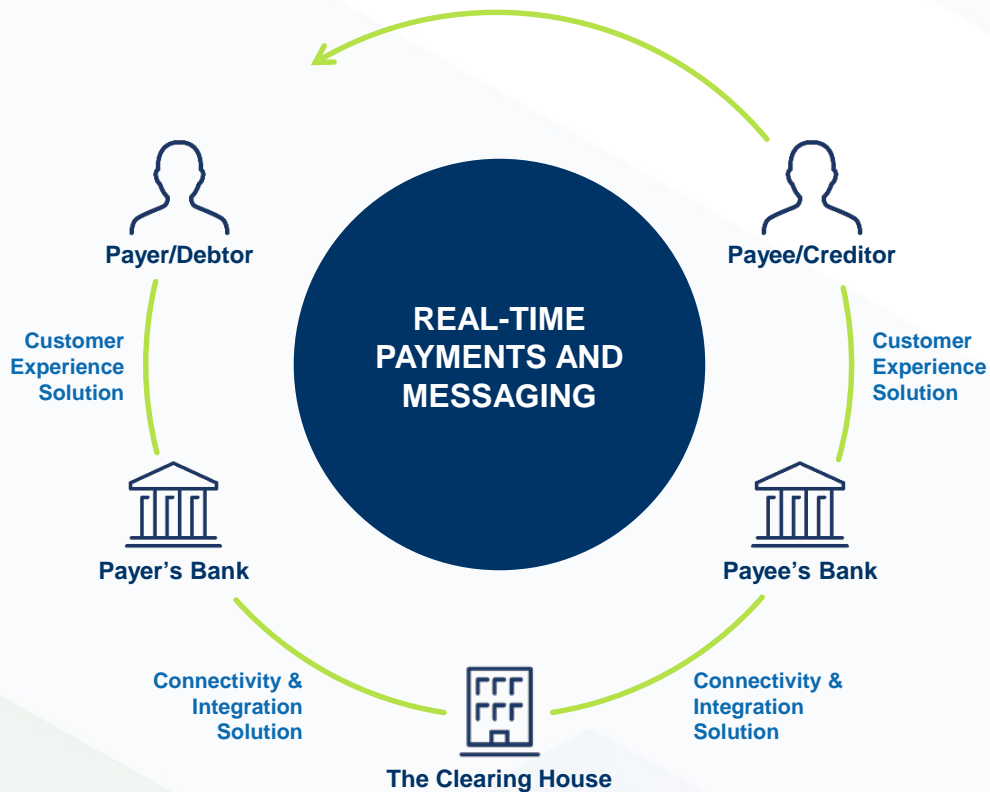 Payer/Debtor
Payee/Creditor
REAL-TIME
PAYMENTS AND
MESSAGING
Customer
Experience
Solution
Customer
Experience
Solution
Payer’s Bank
Payee’s Bank
Connectivity &
Integration
Solution
Connectivity &
Integration
Solution
The Clearing House